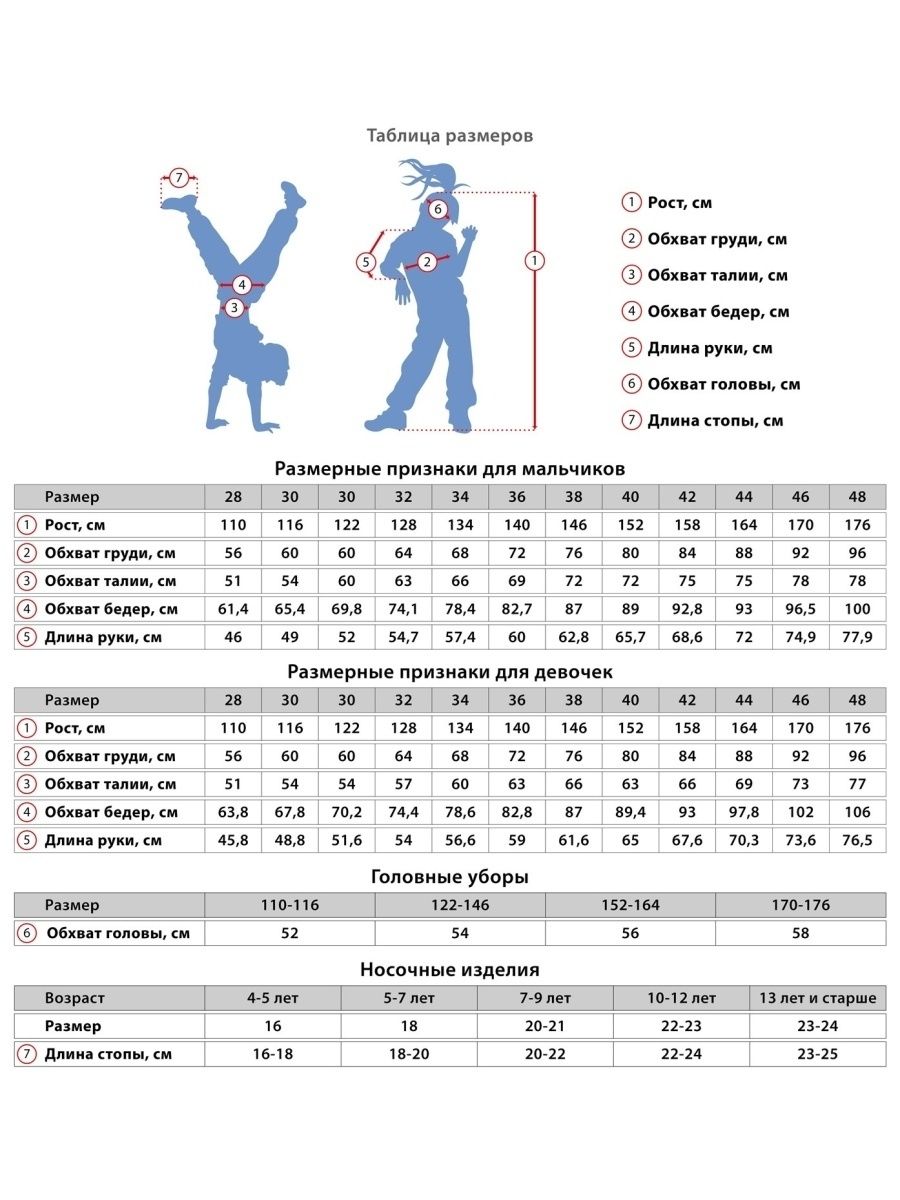 Таблица размеров
7
6
5
2
1
4
3
1 Рост, см
2 Обхват груди, см
3 Обхват талии, см
4 Обхват бедер, см
5 Длина руки, см
6 Обхват головы, см
7 Длина стопы, см
Размерные признаки для мальчиков
Размер 28 30 30 32 34 36 38 40 42 44 46 48
1 Рост, см 110 116 122 128 134 140 146 152 158 164 170 176
2 Обхват груди, см 56 60 60 64 68 72 76 80 84 88 92 96
3 Обхват талии, см 51 54 60 63 66 69 72 72 75 75 78 78
4 Обхват бедер, см 61,4 65,4 69,8 74,1 78,4 82,7 87 89 92,8 93 96,5 100
5 Длина руки, см 46 49 52 54,7 57,4 60 62,8 65,7 68,6 72 74,9 77,9
Размерные признаки для девочек
Размер 28 30 30 32 34 36 38 40 42 44 46 48
1 Рост, см 110 116 122 128 134 140 146 152 158 164 170 176
2 Обхват груди, см 56 60 60 64 68 72 76 80 84 88 92 96
3 Обхват талии, см 51 54 54 57 60 63 66 63 66 69 73 77
4 Обхват бедер, см 63,8 67,8 70,2 74,4 78,6 82,8 87 89,4 93 97,8 102 106
5 Длина руки, см 45,8 48,8 51,6 54 56,6 59 61,6 65 67,6 70,3 73,6 76,5
Головные уборы
Размер 110-116 122-146 152-164 170-176
6 Обхват головы, см 52 54 56 58
Носочные изделия
Возраст 4-5 лет 5-7 лет 7-9 лет 10-12 лет 13 лет и старше
Размер 16 18 20-21 22-23 23-24
7 Длина стопы, см 16-18 18-20 20-22 22-24 23-25